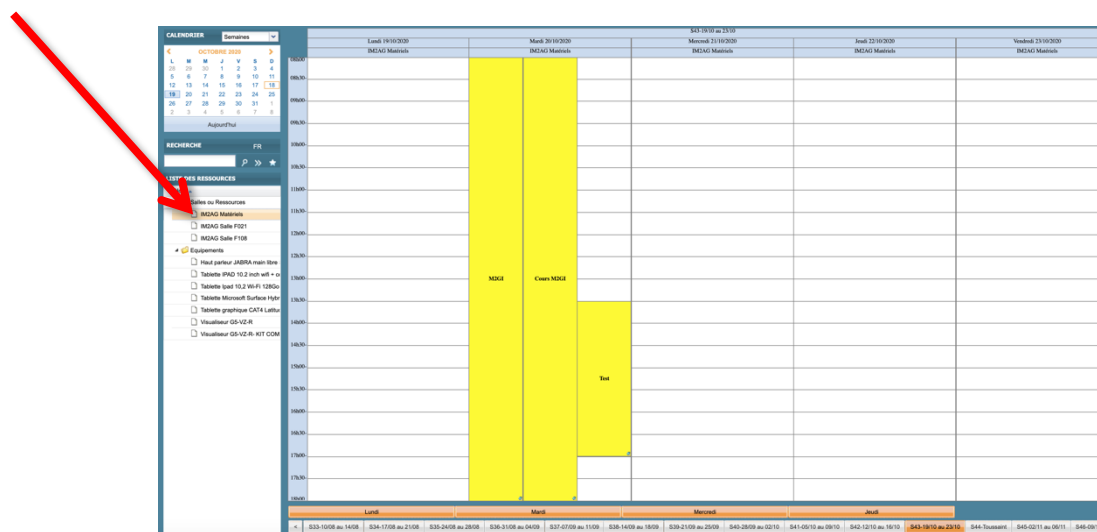 CALENDRIER Semaines
OCTOBRE 2020
L M M J V S D
28 29 30 1 2 3 4
5 6 7 8 9 10 11
12 13 14 15 16 17 18
19 20 21 22 23 24 25
26 27 28 29 30 31 1
2 3 4 5 6 7 8
Aujourd'hui
RECHERCHE FR
DES RESSOURCES
Salles ou Ressources
IM2AG Matériels
IM2AG Salle F021
IM2AG Salle F108
Equipements
Haut parleur JABRA main libre
Tablette IPAD 10.2 inch wifi +
Tablette Ipad 10,2 Wi-Fi 128Go
Tablette Microsoft Surface Hybr
Tablette graphique CAT4 Latitu
Visualiseur G5-VZ-R
Visualiseur G5-VZ-R- KIT COM
S43-19/10 au 23/10
Lundi 19/10/2020 Mardi 20/10/2020 Mercredi 21/10/2020 Jeudi 22/10/2020 Vendredi 23/10/2020
IM2AG Matériels IM2AG Matériels IM2AG Matériels IM2AG Matériels IM2AG Matériels
08h00
08h30
09h00
09h30
10h00
10h30
11h00
11h30
12h00
12h30
13h00 M2GI Cours M2GI
13h30
14h00
14h30
15h00
Test
15h30
16h00
16h30
17h00
17h30
18h00
Lundi Mardi Mercredi Jeudi
< S33-10/08 au 14/08 S34-17/08 au 21/08 S35-24/08 au 28/08 S36-31/08 au 04/09 S37-07/09 au 11/09 S38-14/09 au 18/09 S39-21/09 au 25/09 S40-28/09 au 02/10 S41-05/10 au 09/10 S42-12/10 au 16/10 S43-19/10 au 23/10 S44-Toussaint S45-02/11 au 06/11 S46-09/1